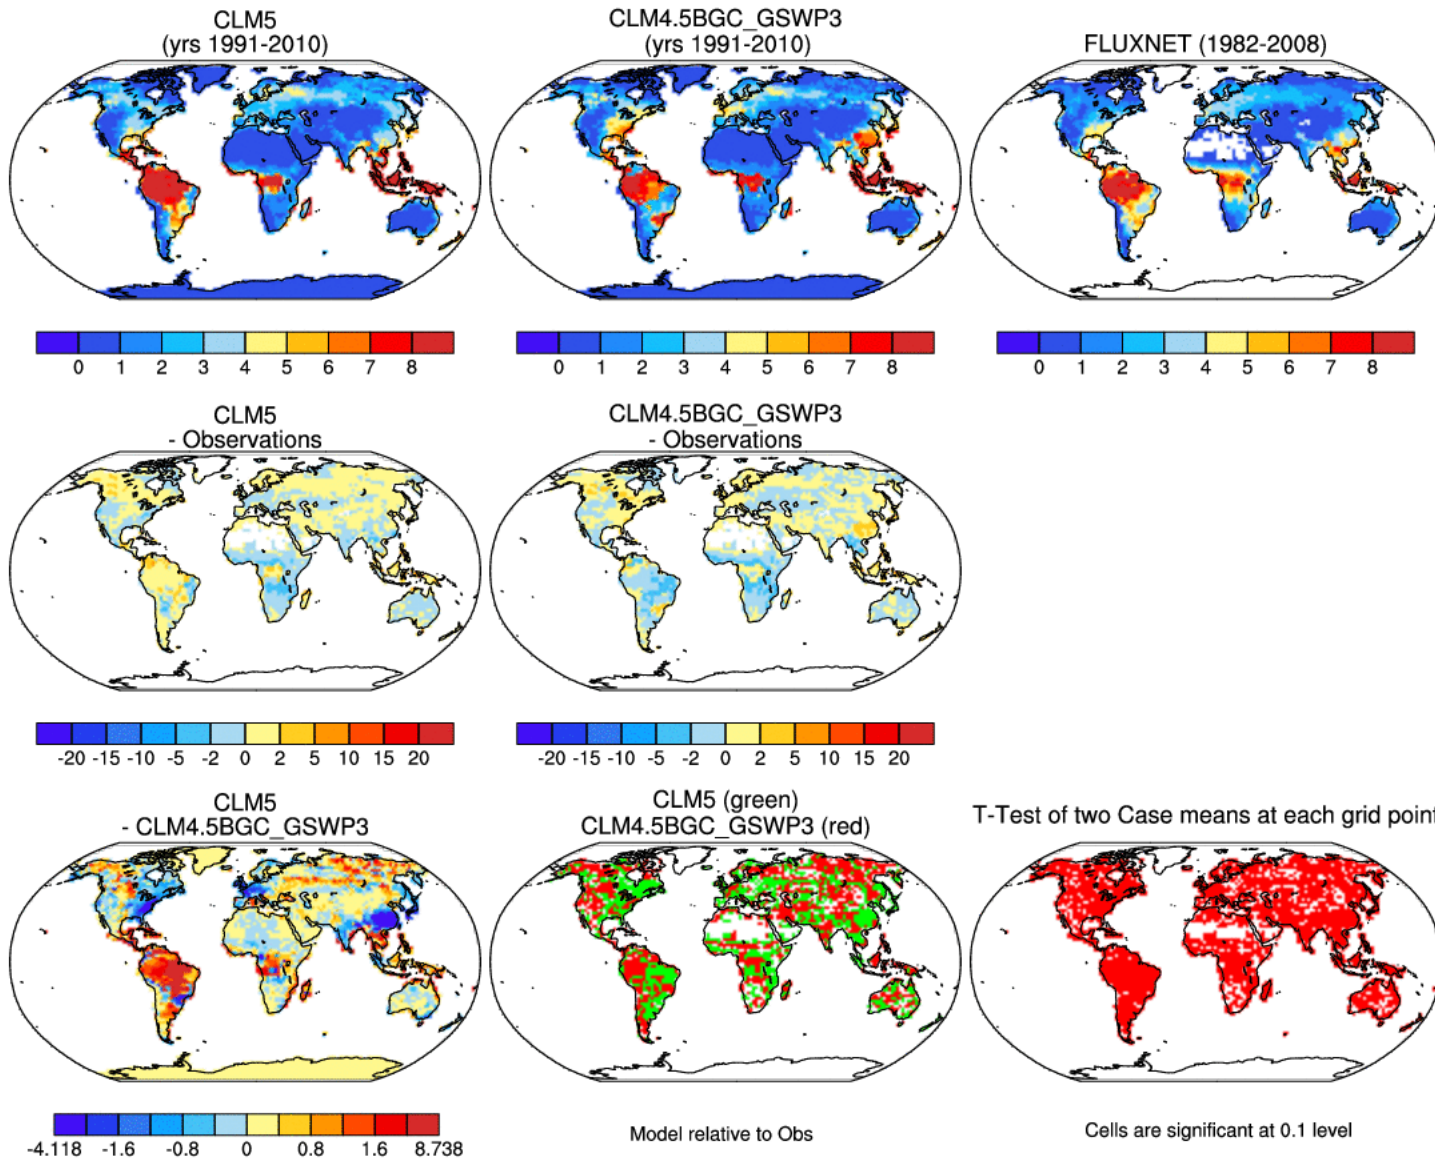 CLM5
(yrs 1991-2010)
CLM4.5BGC_GSWP3
(yrs 1991-2010)
FLUXNET (1982-2008)
0 1 2 3 4 5 6 7 8
0 1 2 3 4 5 6 7 8
0 1 2 3 4 5 6 7 8
CLM5
- Observations
CLM4.5BGC_GSWP3
- Observations
-20 -15 -10 -5 -2 0 2 5 10 15 20
-20 -15 -10 -5 -2 0 2 5 10 15 20
CLM5
- CLM4.5BGC_GSWP3
CLM5 (green)
CLM4.5BGC_GSWP3 (red)
T-Test of two Case means at each grid point
-4.118 -1.6 -0.8 0 0.8 1.6 8.738
Model relative to Obs
Cells are significant at 0.1 level